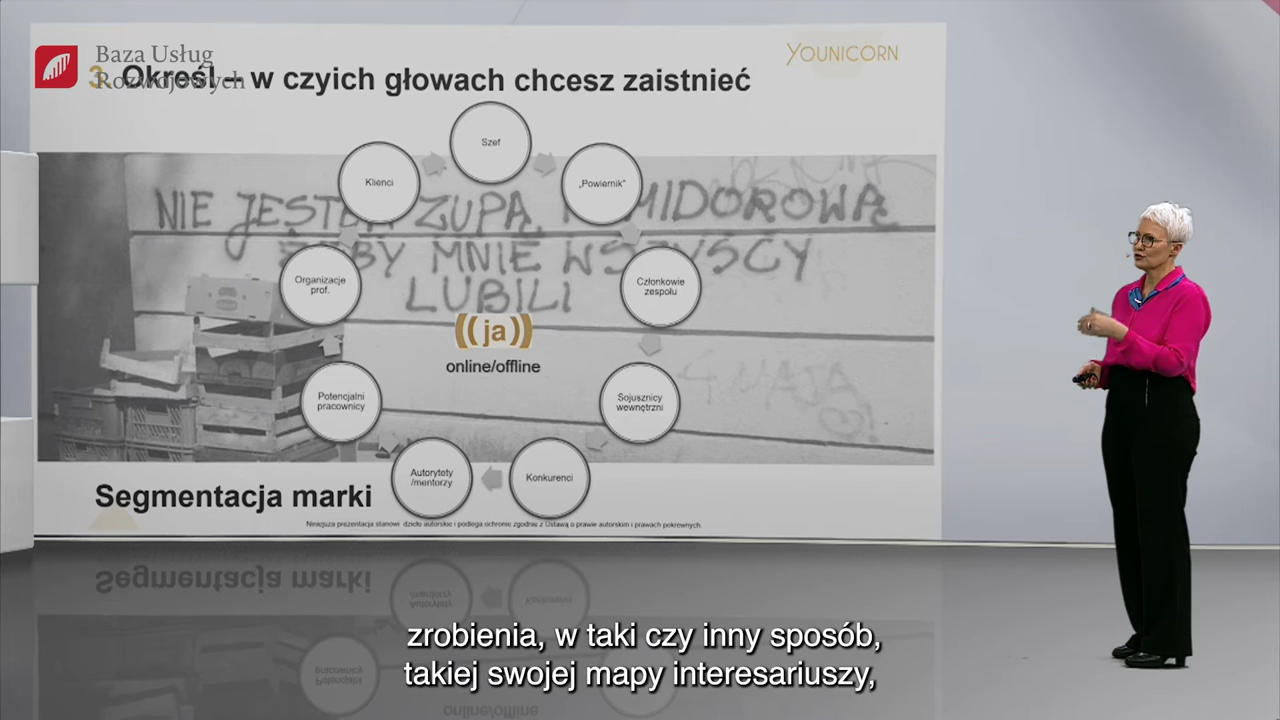 Baza Usług
Rozwojowych
YOUNICORN
3. Określ – w czyich głowach chcesz zaistnieć
Szef
Klienci
„Powiernik”
NIE JESTEM ZUPĄ POMIDOROWĄ
ŻEBY MNIE WSZYSCY
LUBILI
Organizacje
prof.
Członkowie
zespołu
((ja))
online/offline
4 MAJA
Potencjalni
pracownicy
Sojusznicy
wewnętrzni
Autorytety
/mentorzy
Konkurenci
Segmentacja marki
Niniejsza prezentacja stanowi dzieło autorskie i podlega ochronie zgodnie z Ustawą o prawie autorskim i prawach pokrewnych.
zrobienia, w taki czy inny sposób,
takiej swojej mapy interesariuszy,